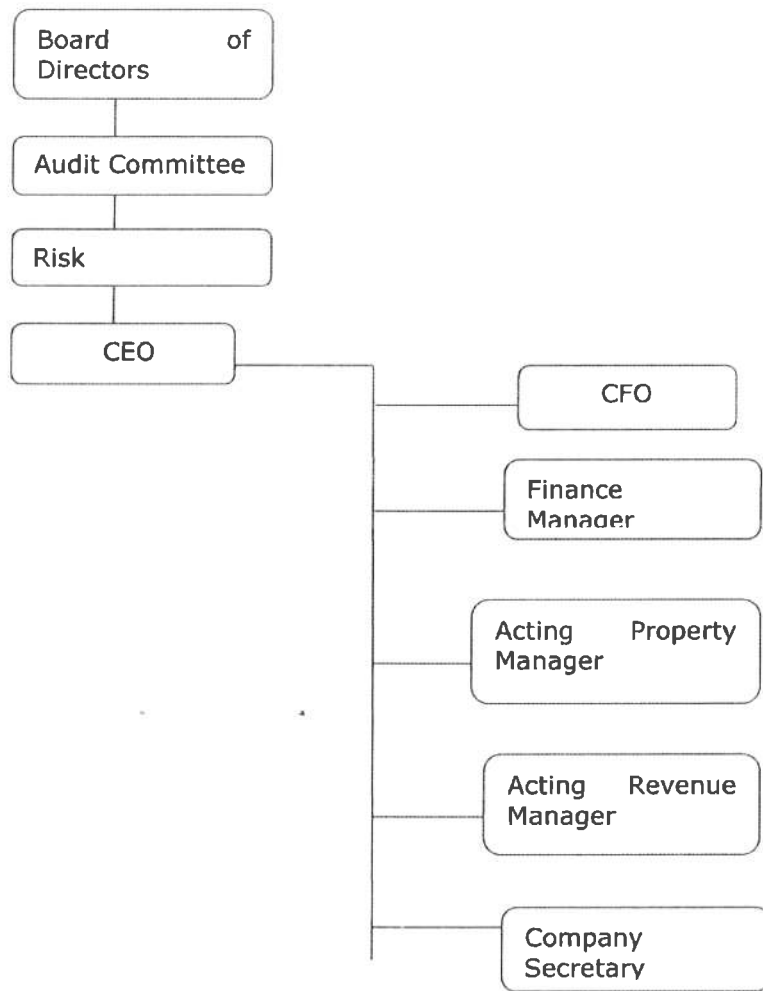 Board of
Directors
Audit Committee
Risk
CEO
CFO
Finance
Manager
Acting Property
Manager
Acting Revenue
Manager
Company
Secretary